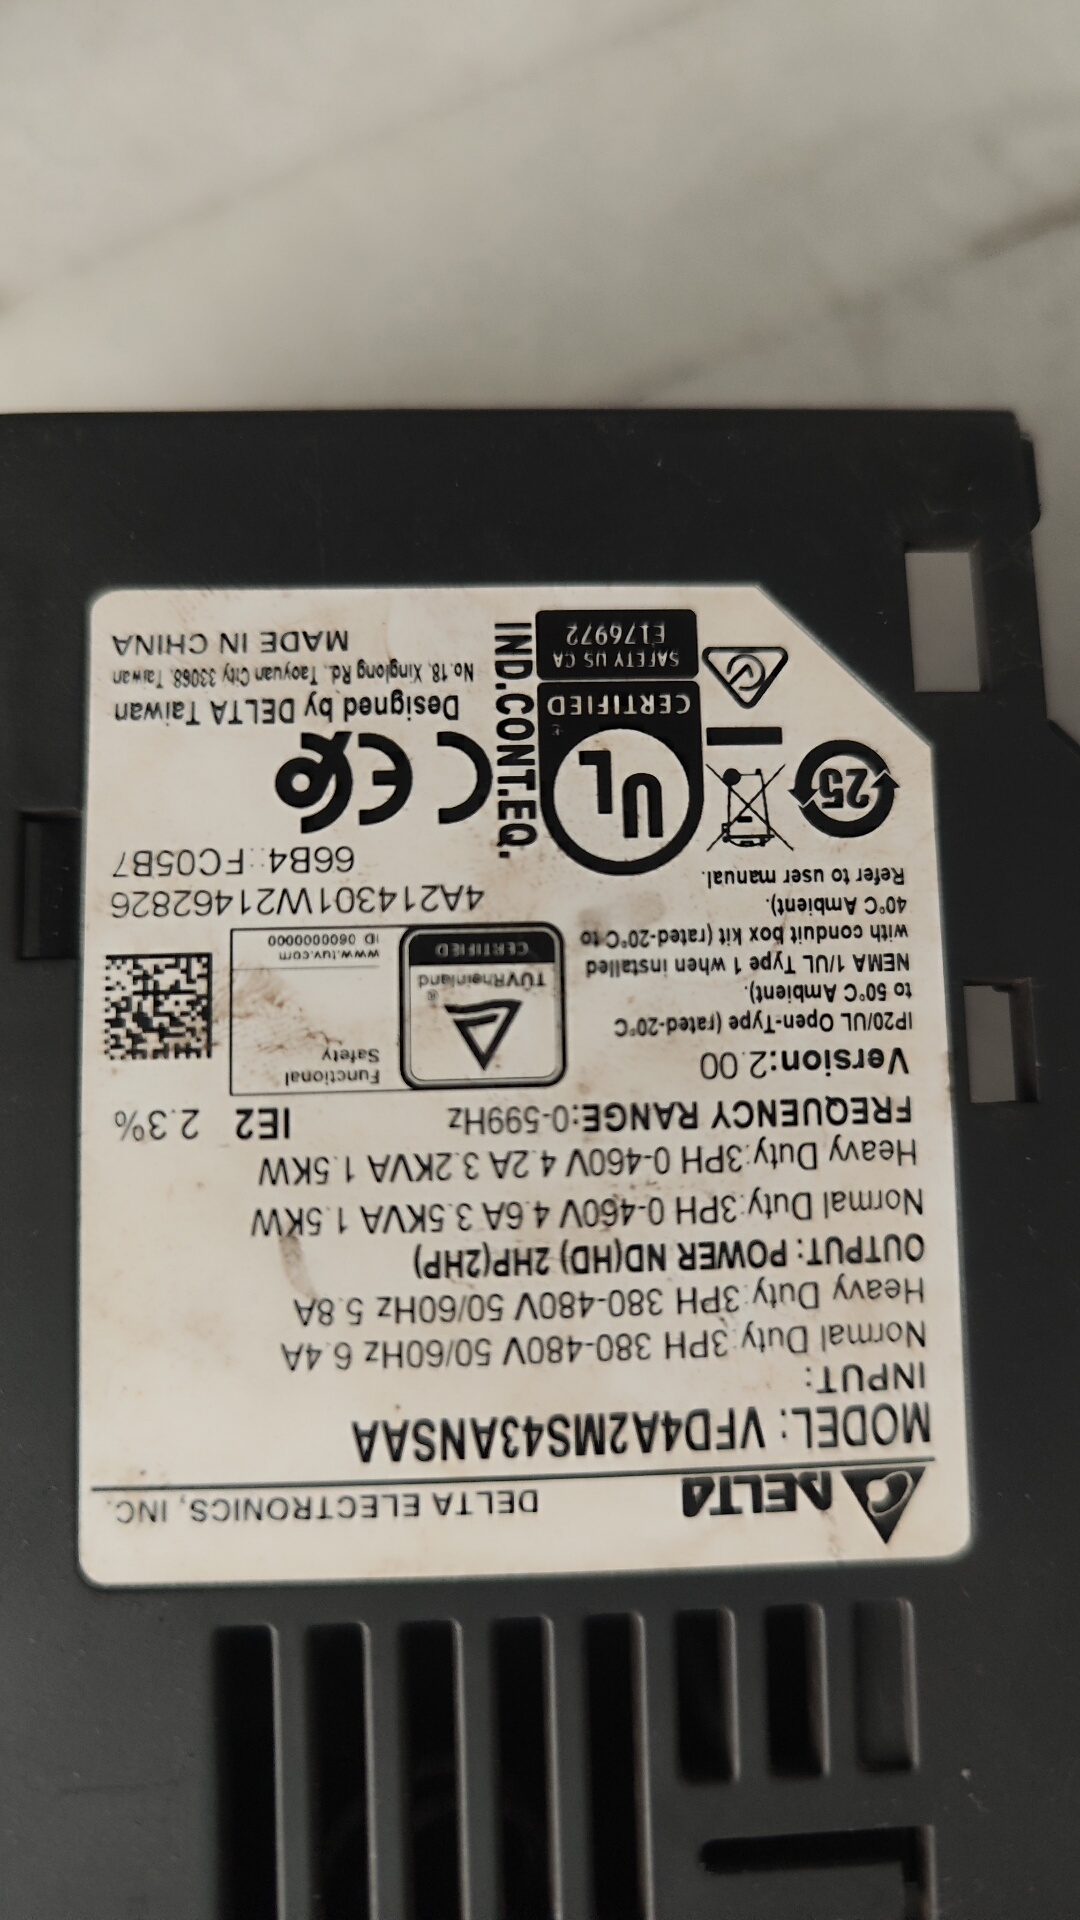 DELTA DELTA ELECTRONICS, INC.
MODEL: VFD4A2MS43ANSAA
INPUT:
Normal Duty:3PH 380-480V 50/60Hz 6.4A
Heavy Duty:3PH 380-480V 50/60Hz 5.8A
OUTPUT: POWER ND(HD) 2HP(2HP)
Normal Duty:3PH 0-460V 4.6A 3.5KVA 1.5KW
Heavy Duty:3PH 0-460V 4.2A 3.2KVA 1.5KW
FREQUENCY RANGE:0-599Hz IE2 2.3%
Version:2.00
IP20/UL Open-Type (rated-20°C
to 50°C Ambient).
NEMA 1/UL Type 1 when installed
with conduit box kit (rated-20°C to
40°C Ambient).
Refer to user manual.
TÜVRheinland®
CERTIFIED
Functional
Safety
www.tuv.com
ID 0600000000
4A214301W21462826
66B4::FC05B7
25
UL
CERTIFIED
SAFETY US CA
E176972
IND.CONT.EQ.
CE
Designed by DELTA Taiwan
No.18, Xinglong Rd., Taoyuan City 33068, Taiwan
MADE IN CHINA